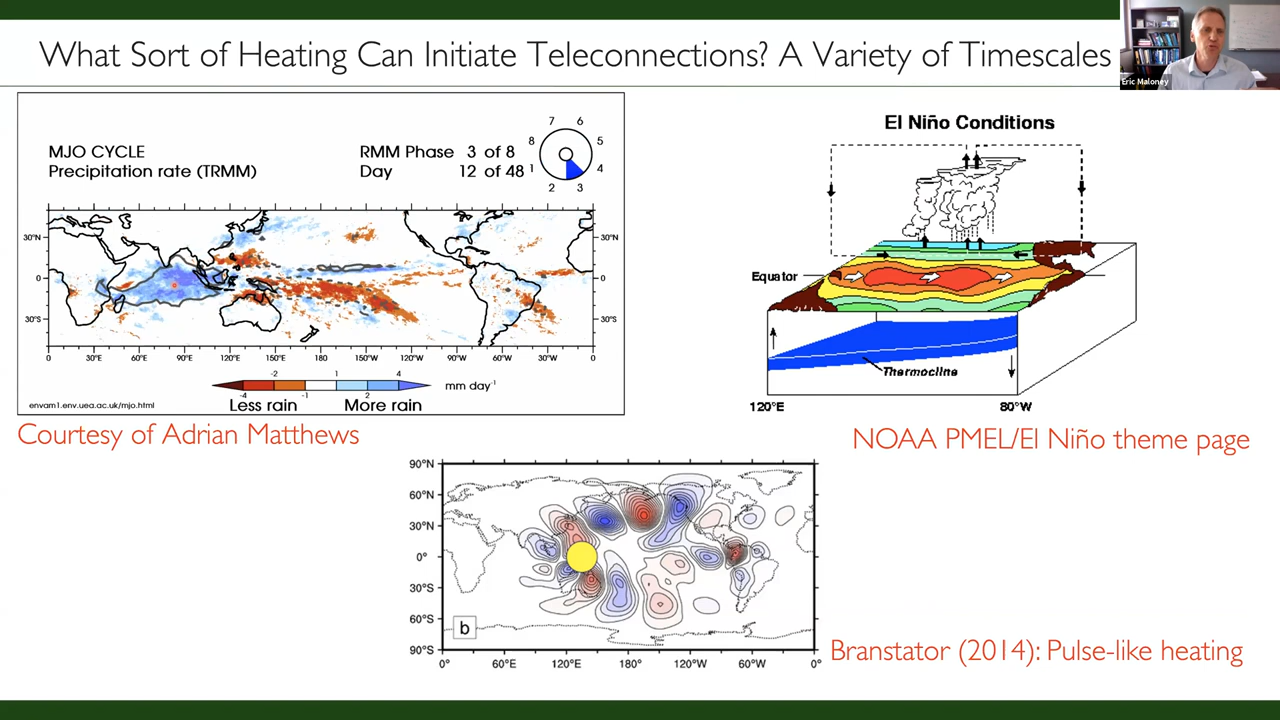 What Sort of Heating Can Initiate Teleconnections? A Variety of Timescales
Eric Maloney
MJO CYCLE
Precipitation rate (TRMM)
RMM Phase 3 of 8
Day 12 of 48
7 6
8 5
1 4
2 3
30°N 30°N
0 0
30°S 30°S
0 30°E 60°E 90°E 120°E 150°E 180 150°W 120°W 90°W 60°W 30°W 0
-2 1 4
mm day-1
-4 -1 2
Less rain More rain
envam1.env.uea.ac.uk/mjo.html
Courtesy of Adrian Matthews
El Niño Conditions
Equator
Thermocline
120°E 80°W
NOAA PMEL/El Niño theme page
90°N
60°N
30°N
0°
30°S
60°S
90°S
b
0° 60°E 120°E 180° 120°W 60°W 0°
Branstator (2014): Pulse-like heating